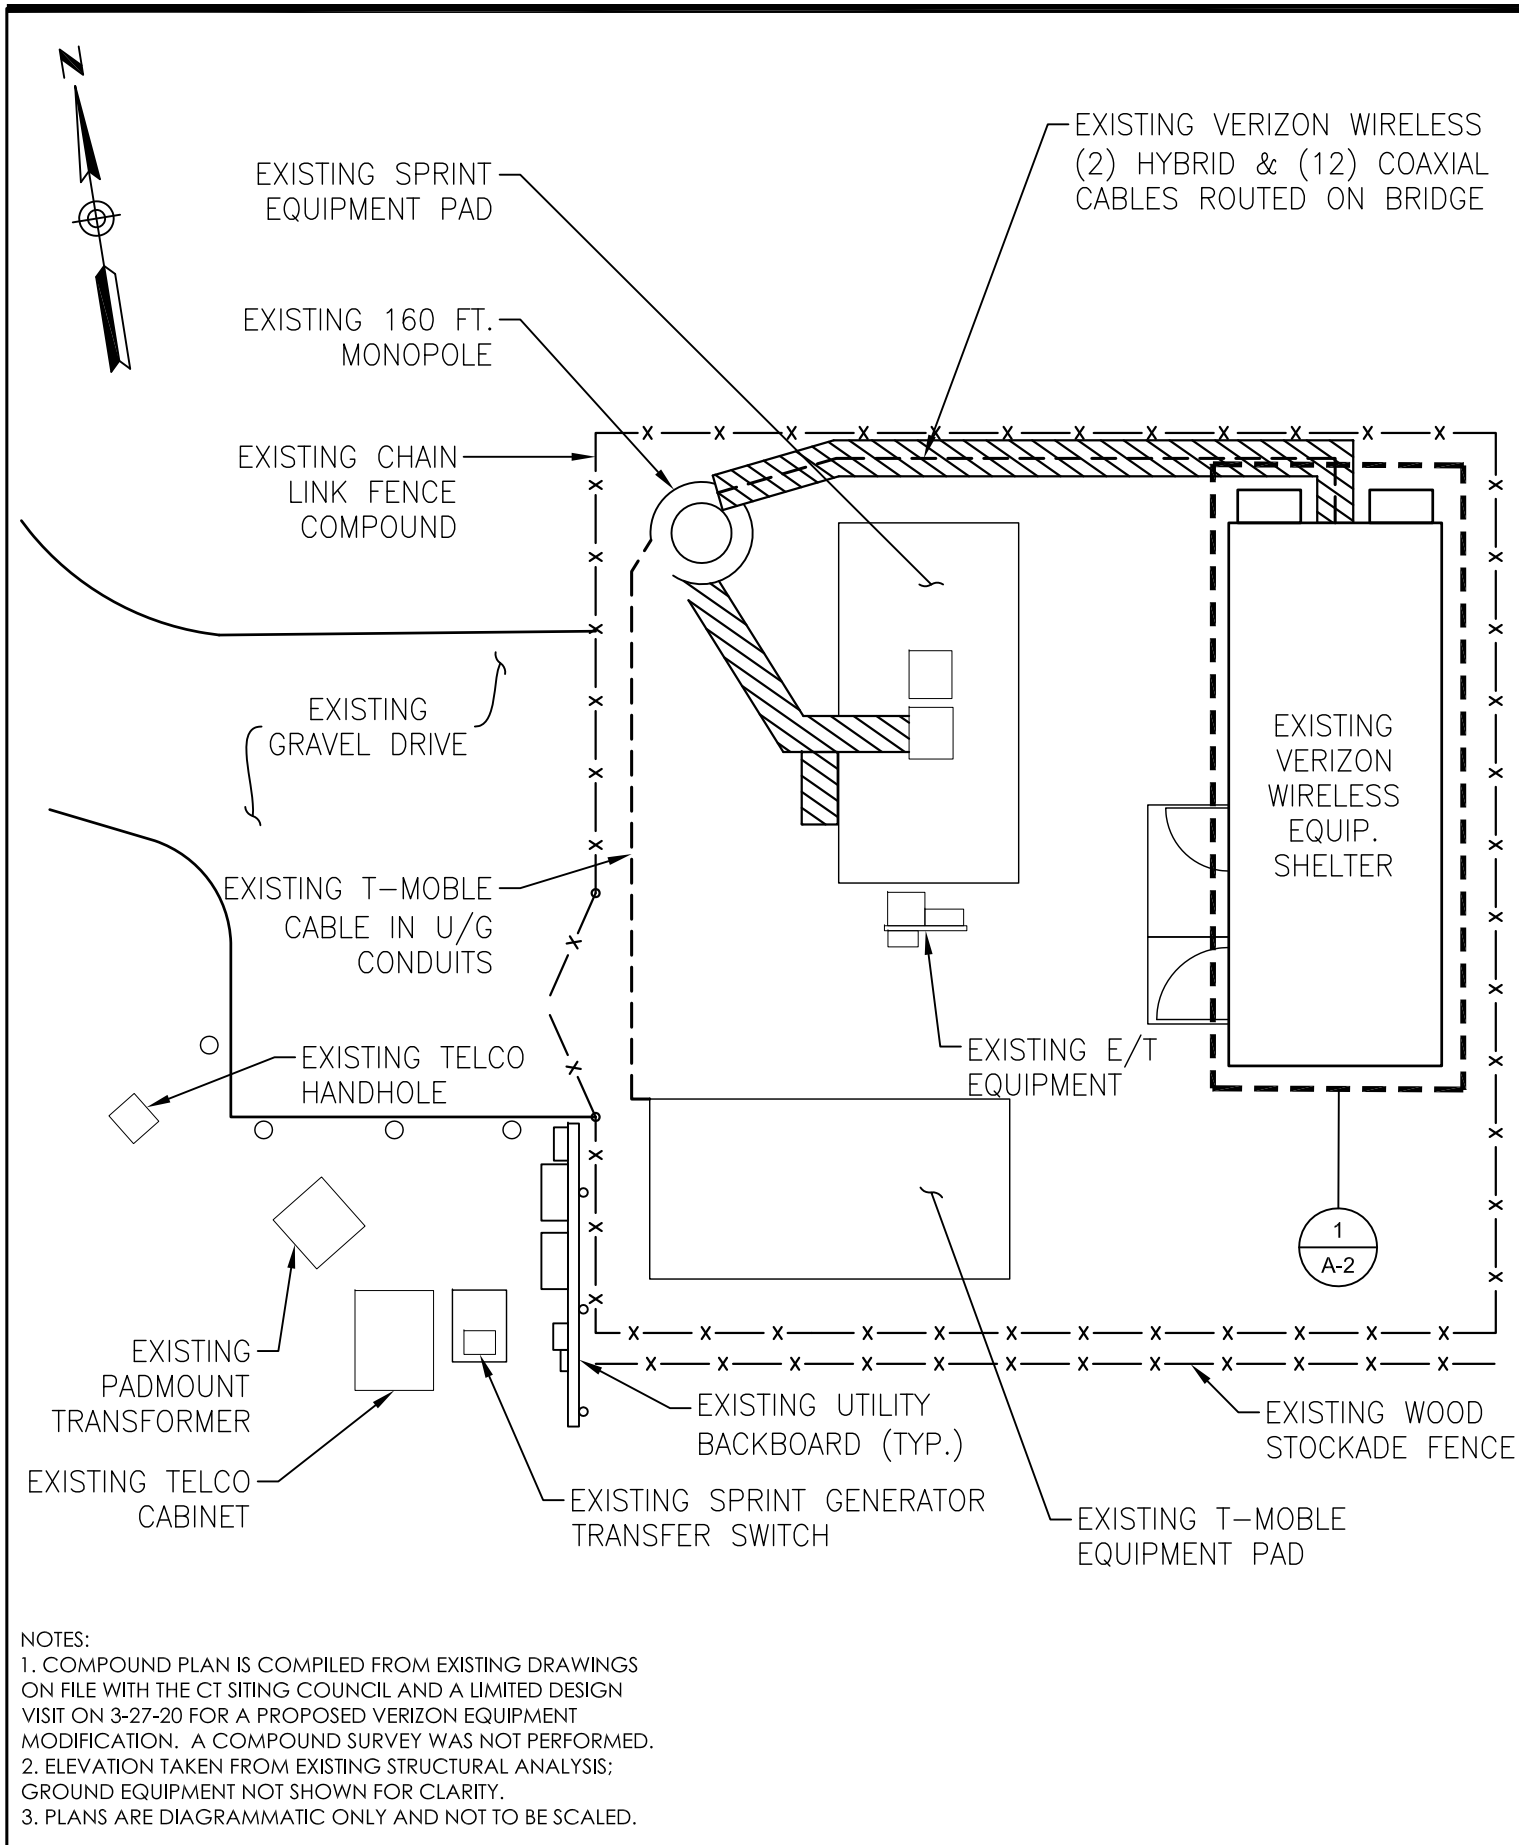 N
EXISTING VERIZON WIRELESS
(2) HYBRID & (12) COAXIAL
CABLES ROUTED ON BRIDGE
EXISTING SPRINT
EQUIPMENT PAD
EXISTING 160 FT.
MONOPOLE
EXISTING CHAIN
LINK FENCE
COMPOUND
EXISTING
GRAVEL DRIVE
EXISTING
VERIZON
WIRELESS
EQUIP.
SHELTER
EXISTING T-MOBLE
CABLE IN U/G
CONDUITS
EXISTING TELCO
HANDHOLE
EXISTING E/T
EQUIPMENT
1
A-2
EXISTING
PADMOUNT
TRANSFORMER
EXISTING UTILITY
BACKBOARD (TYP.)
EXISTING WOOD
STOCKADE FENCE
EXISTING TELCO
CABINET
EXISTING SPRINT GENERATOR
TRANSFER SWITCH
EXISTING T-MOBLE
EQUIPMENT PAD
NOTES:
1. COMPOUND PLAN IS COMPILED FROM EXISTING DRAWINGS
ON FILE WITH THE CT SITING COUNCIL AND A LIMITED DESIGN
VISIT ON 3-27-20 FOR A PROPOSED VERIZON EQUIPMENT
MODIFICATION. A COMPOUND SURVEY WAS NOT PERFORMED.
2. ELEVATION TAKEN FROM EXISTING STRUCTURAL ANALYSIS;
GROUND EQUIPMENT NOT SHOWN FOR CLARITY.
3. PLANS ARE DIAGRAMMATIC ONLY AND NOT TO BE SCALED.